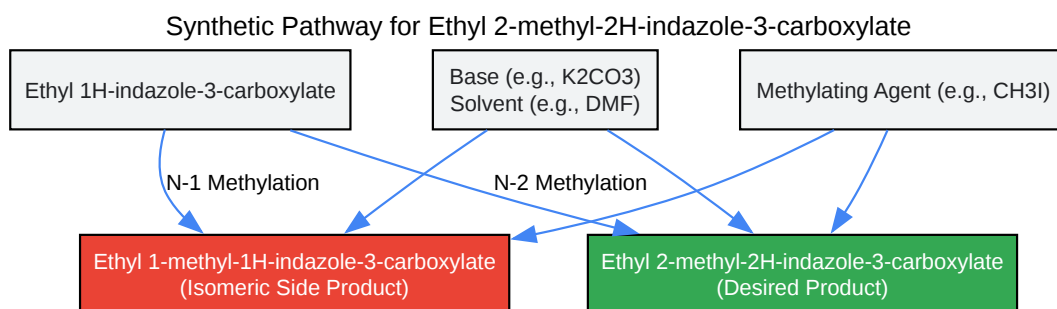 Synthetic Pathway for Ethyl 2-methyl-2H-indazole-3-carboxylate
Ethyl 1H-indazole-3-carboxylate
Base (e.g., K2CO3)
Solvent (e.g., DMF)
Methylating Agent (e.g., CH3I)
N-1 Methylation
N-2 Methylation
Ethyl 1-methyl-1H-indazole-3-carboxylate
(Isomeric Side Product)
Ethyl 2-methyl-2H-indazole-3-carboxylate
(Desired Product)